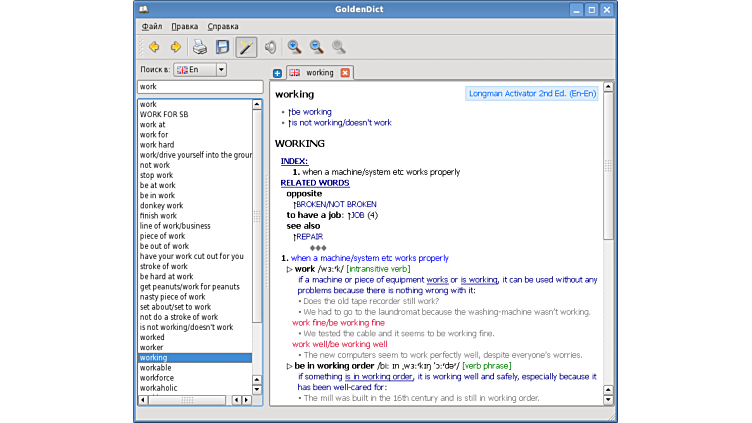 GoldenDict
Файл Правка Справка
Поиск в: En
working
work
work
WORK FOR SB
work at
work for
work hard
work/drive yourself into the groun
not work
stop work
be at work
be in work
donkey work
finish work
line of work/business
piece of work
be out of work
have your work cut out for you
stroke of work
be hard at work
get peanuts/work for peanuts
nasty piece of work
set about/set to work
not do a stroke of work
is not working/doesn't work
worked
worker
working
workable
workforce
workaholic
working
Longman Activator 2nd Ed. (En-En)
• ↑be working
• ↑is not working/doesn't work
WORKING
INDEX:
1. when a machine/system etc works properly
RELATED WORDS
opposite
↑BROKEN/NOT BROKEN
to have a job: ↑JOB (4)
see also
↑REPAIR
◆◆◆
1. when a machine/system etc works properly
▷ work /wɜːʳk/ [intransitive verb]
if a machine or piece of equipment works or is working, it can be used without any
problems because there is nothing wrong with it:
• Does the old tape recorder still work?
• We had to go to the laundromat because the washing-machine wasn't working.
work fine/be working fine
• We tested the cable and it seems to be working fine.
work well/be working well
• The new computers seem to work perfectly well, despite everyone's worries.
▷ be in working order /biː ɪn ˌwɜːʳkɪŋ ˈɔːʳdəʳ/ [verb phrase]
if something is in working order, it is working well and safely, especially because it
has been well-cared for:
• The mill was built in the 16th century and is still in working order.